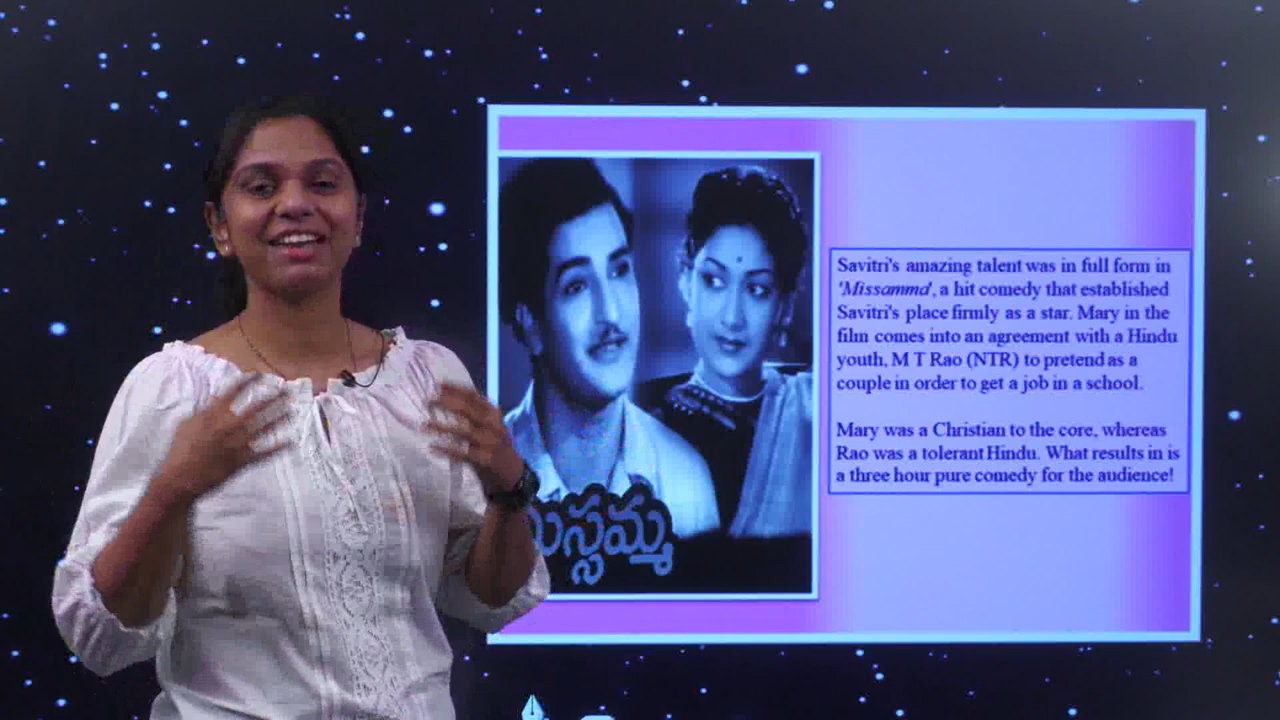 మిస్సమ్మ
Savitri's amazing talent was in full form in
'Missamma', a hit comedy that established
Savitri's place firmly as a star. Mary in the
film comes into an agreement with a Hindu
youth, M T Rao (NTR) to pretend as a
couple in order to get a job in a school.
Mary was a Christian to the core, whereas
Rao was a tolerant Hindu. What results in is
a three hour pure comedy for the audience!